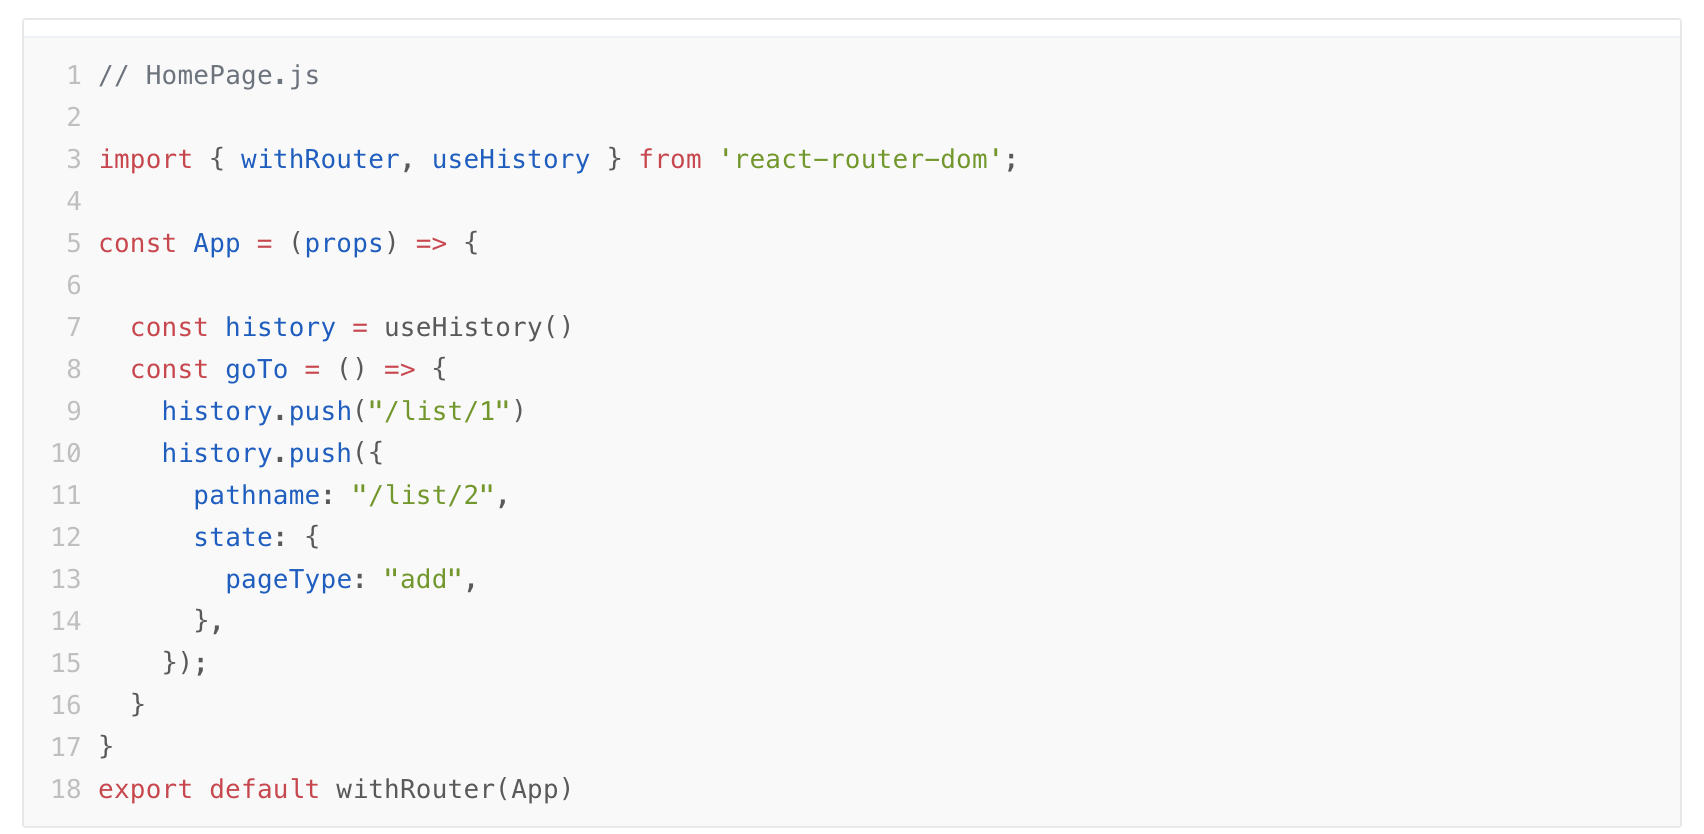 1 // HomePage.js
2
3 import { withRouter, useHistory } from 'react-router-dom';
4
5 const App = (props) => {
6
7   const history = useHistory()
8   const goTo = () => {
9     history.push("/list/1")
10     history.push({
11       pathname: "/list/2",
12       state: {
13         pageType: "add",
14       },
15     });
16   }
17 }
18 export default withRouter(App)